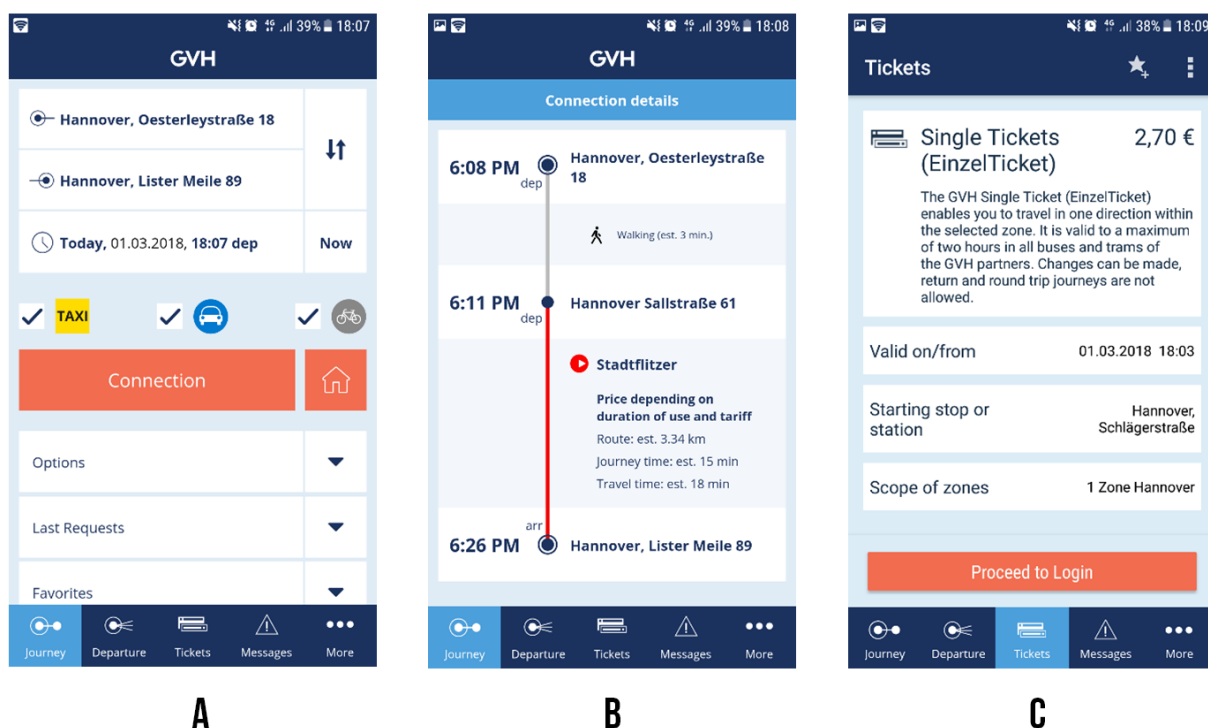 4G 39% 18:07
GVH
Hannover, Oesterleystraße 18
Hannover, Lister Meile 89
Today, 01.03.2018, 18:07 dep
Now
TAXI
Connection
Options
Last Requests
Favorites
Journey
Departure
Tickets
Messages
More
A
4G 39% 18:08
GVH
Connection details
6:08 PM
dep
Hannover, Oesterleystraße
18
Walking (est. 3 min.)
6:11 PM
dep
Hannover Sallstraße 61
Stadtflitzer
Price depending on
duration of use and tariff
Route: est. 3.34 km
Journey time: est. 15 min
Travel time: est. 18 min
arr
6:26 PM
Hannover, Lister Meile 89
Journey
Departure
Tickets
Messages
More
B
4G 38% 18:09
Tickets
Single Tickets
(EinzelTicket)
2,70 €
The GVH Single Ticket (EinzelTicket)
enables you to travel in one direction within
the selected zone. It is valid to a maximum
of two hours in all buses and trams of
the GVH partners. Changes can be made,
return and round trip journeys are not
allowed.
Valid on/from
01.03.2018 18:03
Starting stop or
station
Hannover,
Schlägerstraße
Scope of zones
1 Zone Hannover
Proceed to Login
Journey
Departure
Tickets
Messages
More
C